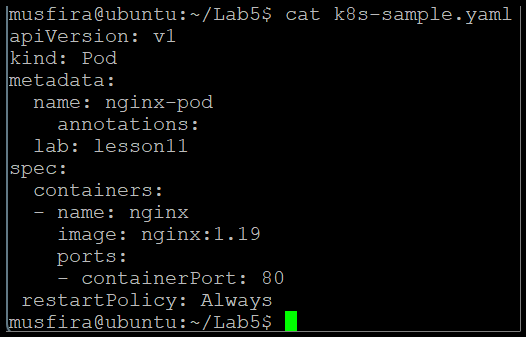 musfira@ubuntu:~/Lab5$ cat k8s-sample.yaml
apiVersion: v1
kind: Pod
metadata:
  name: nginx-pod
    annotations:
  lab: lesson11
spec:
  containers:
  - name: nginx
    image: nginx:1.19
    ports:
    - containerPort: 80
 restartPolicy: Always
musfira@ubuntu:~/Lab5$